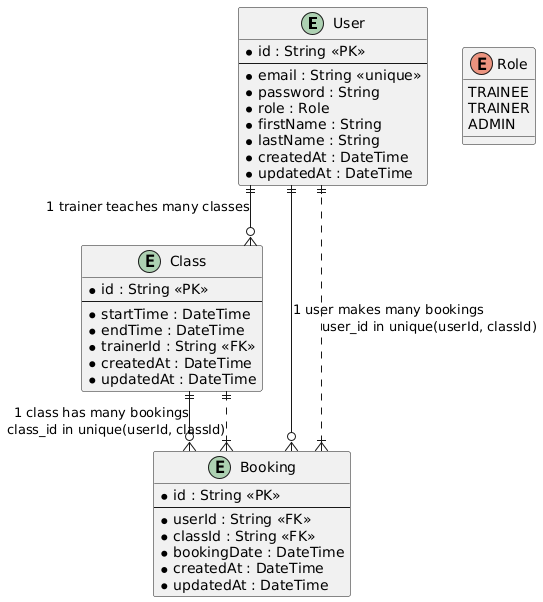 E User
id : String «PK»
email : String «unique»
password : String
role : Role
firstName : String
lastName : String
createdAt : DateTime
updatedAt : DateTime
E Role
TRAINEE
TRAINER
ADMIN
1 trainer teaches many classes
E Class
id : String «PK»
startTime : DateTime
endTime : DateTime
trainerId : String «FK»
createdAt : DateTime
updatedAt : DateTime
1 user makes many bookings
user_id in unique(userId, classId)
1 class has many bookings
class_id in unique(userId, classId)
E Booking
id : String «PK»
userId : String «FK»
classId : String «FK»
bookingDate : DateTime
createdAt : DateTime
updatedAt : DateTime